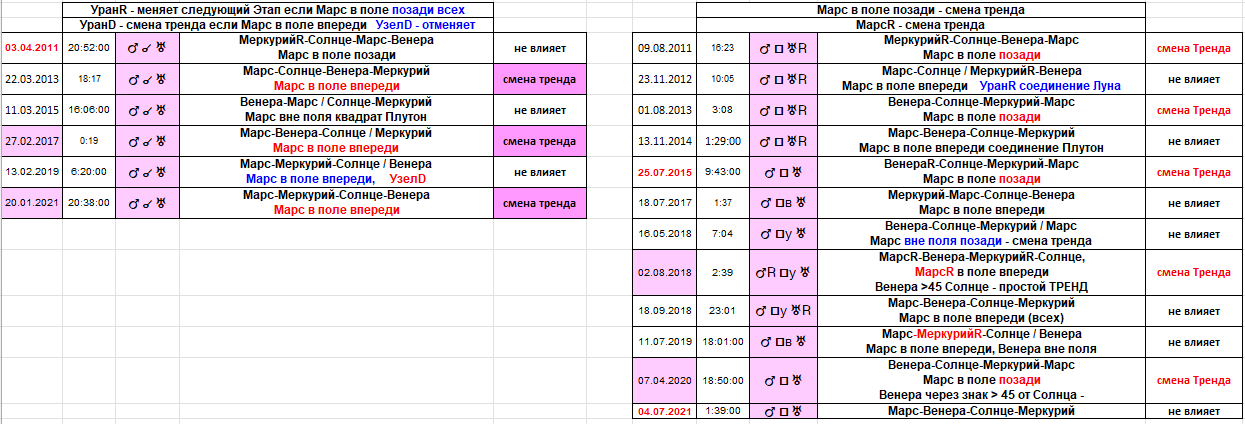 УранR - меняет следующий Этап если Марс в поле позади всех
УранD - смена тренда если Марс в поле впереди УзелD - отменяет
03.04.2011 20:52:00 ♂ ☌ ♅ МеркурийR-Солнце-Марс-Венера
Марс в поле позади не влияет
22.03.2013 18:17 ♂ ☌ ♅ Марс-Солнце-Венера-Меркурий
Марс в поле впереди смена тренда
11.03.2015 16:06:00 ♂ ☌ ♅ Венера-Марс / Солнце-Меркурий
Марс вне поля квадрат Плутон не влияет
27.02.2017 0:19 ♂ ☌ ♅ Марс-Венера-Солнце / Меркурий
Марс в поле впереди смена тренда
13.02.2019 6:20:00 ♂ ☌ ♅ Марс-Меркурий-Солнце / Венера
Марс в поле впереди, УзелD не влияет
20.01.2021 20:38:00 ♂ ☌ ♅ Марс-Меркурий-Солнце-Венера
Марс в поле впереди смена тренда
Марс в поле позади - смена тренда
МарсR - смена тренда
09.08.2011 16:23 ♂ □ ♅R МеркурийR-Солнце-Венера-Марс
Марс в поле позади смена Тренда
23.11.2012 10:05 ♂ □ ♅R Марс-Солнце / МеркурийR-Венера
Марс в поле впереди УранR соединение Луна не влияет
01.08.2013 3:08 ♂ □ ♅R Венера-Солнце-Меркурий-Марс
Марс в поле позади смена Тренда
13.11.2014 1:29:00 ♂ □ ♅R Марс-Венера-Солнце-Меркурий
Марс в поле впереди соединение Плутон не влияет
25.07.2015 9:43:00 ♂ □ ♅ ВенераR-Солнце-Меркурий-Марс
Марс в поле позади смена Тренда
18.07.2017 1:37 ♂ □в ♅ Меркурий-Марс-Солнце-Венера
Марс в поле впереди не влияет
16.05.2018 7:04 ♂ □у ♅ Венера-Солнце-Меркурий / Марс
Марс вне поля позади - смена тренда не влияет
02.08.2018 2:39 ♂R □у ♅ МарсR-Венера-МеркурийR-Солнце,
МарсR в поле впереди
Венера >45 Солнце - простой ТРЕНД смена Тренда
18.09.2018 23:01 ♂ □у ♅R Марс-Венера-Солнце-Меркурий
Марс в поле впереди (всех) не влияет
11.07.2019 18:01:00 ♂ □в ♅ Марс-МеркурийR-Солнце / Венера
Марс в поле впереди, Венера вне поля не влияет
07.04.2020 18:50:00 ♂ □ ♅ Венера-Солнце-Меркурий-Марс
Марс в поле позади
Венера через знак > 45 от Солнца - смена Тренда
04.07.2021 1:39:00 ♂ □ ♅ Марс-Венера-Солнце-Меркурий не влияет